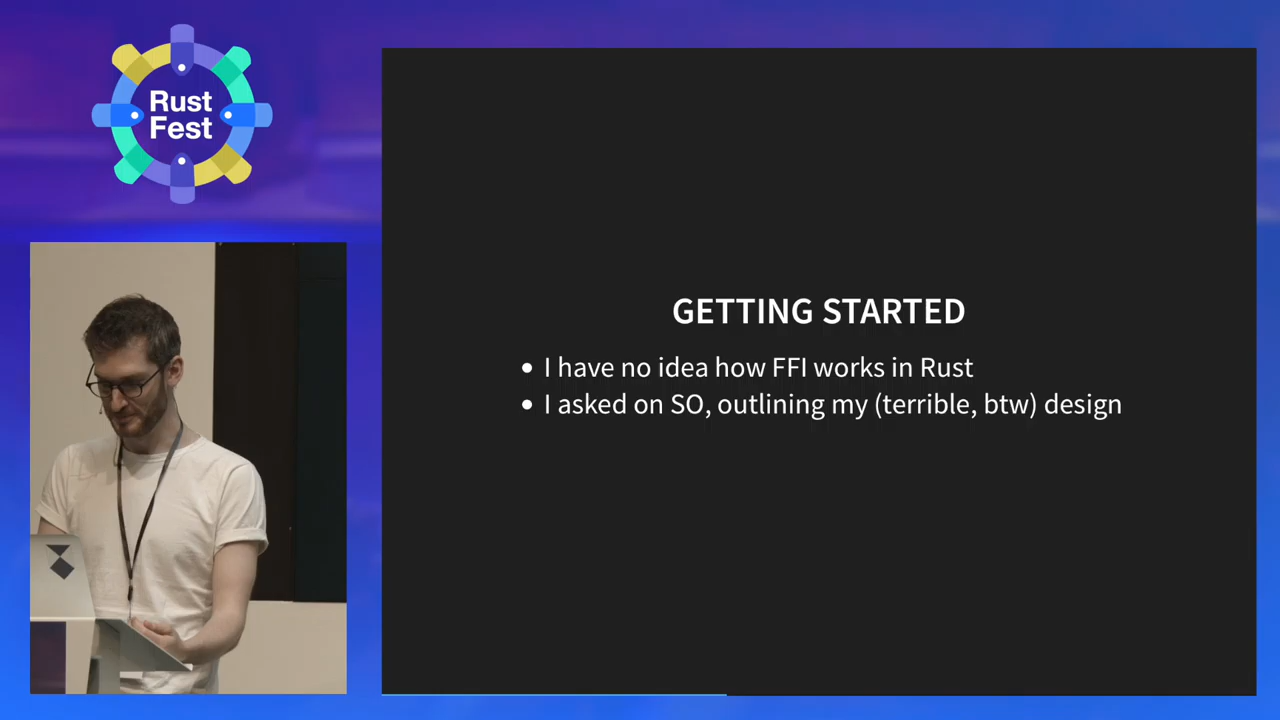 Rust
Fest
GETTING STARTED
I have no idea how FFI works in Rust
I asked on SO, outlining my (terrible, btw) design